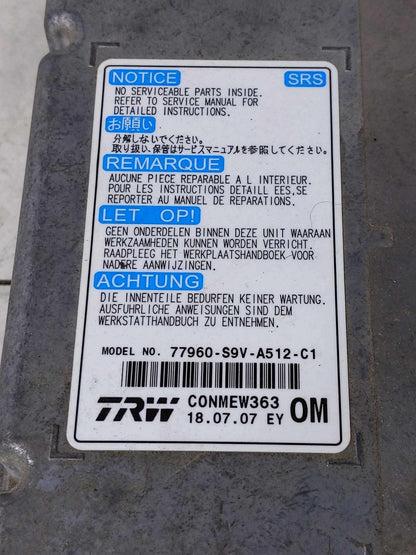 NOTICE SRS
NO SERVICEABLE PARTS INSIDE.
REFER TO SERVICE MANUAL FOR
DETAILED INSTRUCTIONS.
お願い
分解しないでください。
取り扱い、保管はサービスマニュアルを参照してください。
REMARQUE
AUCUNE PIECE REPARABLE A L INTERIEUR.
POUR LES INSTRUCTIONS DETAILL EES,SE
REPORTER AU MANUEL DE REPARATIONS.
LET OP!
GEEN ONDERDELEN BINNEN DEZE UNIT WAARAAN
WERKZAAMHEDEN KUNNEN WORDEN VERRICHT.
RAADPLEEG HET WERKPLAATSHANDBOEK VOOR
NADERE AANWIJZINGEN.
ACHTUNG
DIE INNENTEILE BEDURFEN KEINER WARTUNG.
AUSFUHRLICHE ANWEISUNGEN SIND DEM
WERKSTATTHANDBUCH ZU ENTNEHMEN.
MODEL NO. 77960-S9V-A512-C1
TRW CONMEW363 OM
18.07.07 EY